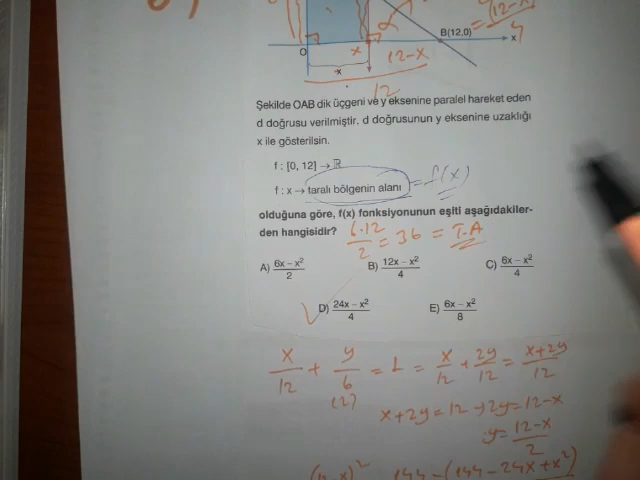 B(12,0)
x
O
x
12-x
x
12
Şekilde OAB dik üçgeni ve y eksenine paralel hareket eden
d doğrusu verilmiştir. d doğrusunun y eksenine uzaklığı
x ile gösterilsin.
f : [0, 12] → ℝ
f : x → taralı bölgenin alanı = f(x)
olduğuna göre, f(x) fonksiyonunun eşiti aşağıdakiler-
den hangisidir? 6·12/2 = 36 = T.A
A) (6x – x²)/2 B) (12x – x²)/4 C) (6x – x²)/4
D) (24x – x²)/4 E) (6x – x²)/8
x/12 + y/6 = 1 = x/12 + 2y/12 = (x+2y)/12
(2)
x+2y=12 → 2y=12-x
y = (12-x)/2
144-(144-24x+x²)